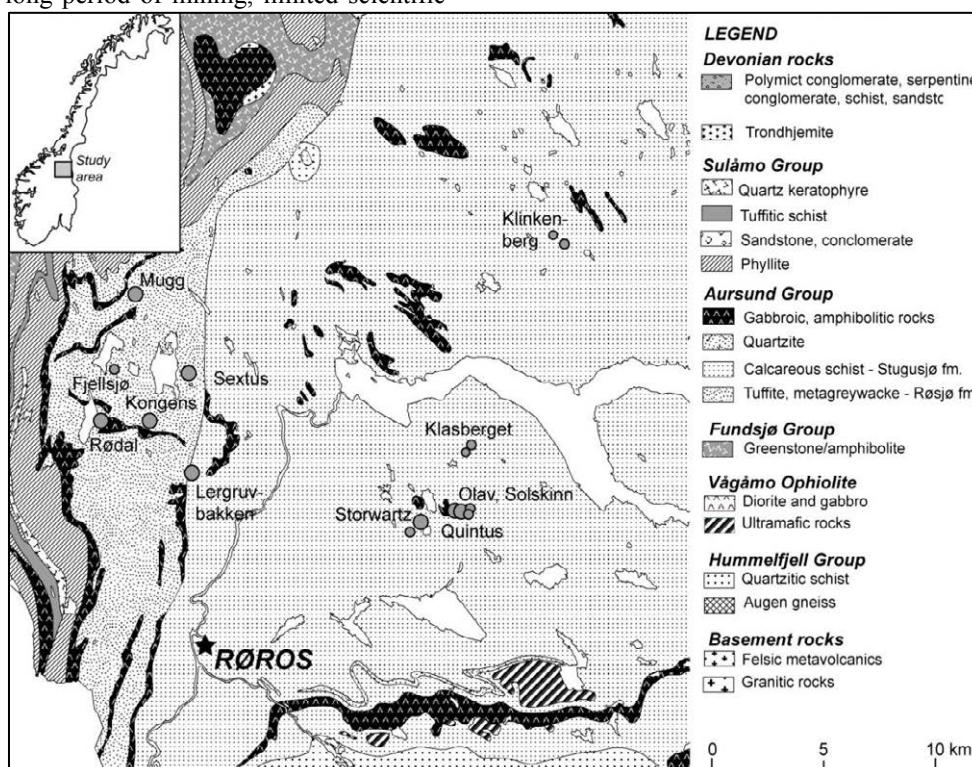 long period of mining, limited scientific
Study
area
Mugg
Fjellsjø
Kongens
Rødal
Sextus
Lergruv-
bakken
Klinken-
berg
Klasberget
Olav, Solskinn
Storwartz
Quintus
RØROS
LEGEND
Devonian rocks
Polymict conglomerate, serpentine
conglomerate, schist, sandstc
Trondhjemite
Sulåmo Group
Quartz keratophyre
Tuffitic schist
Sandstone, conclomerate
Phyllite
Aursund Group
Gabbroic, amphibolitic rocks
Quartzite
Calcareous schist - Stugusjø fm.
Tuffite, metagreywacke - Røsjø fm
Fundsjø Group
Greenstone/amphibolite
Vågåmo Ophiolite
Diorite and gabbro
Ultramafic rocks
Hummelfjell Group
Quartzitic schist
Augen gneiss
Basement rocks
Felsic metavolcanics
Granitic rocks
0 5 10 km